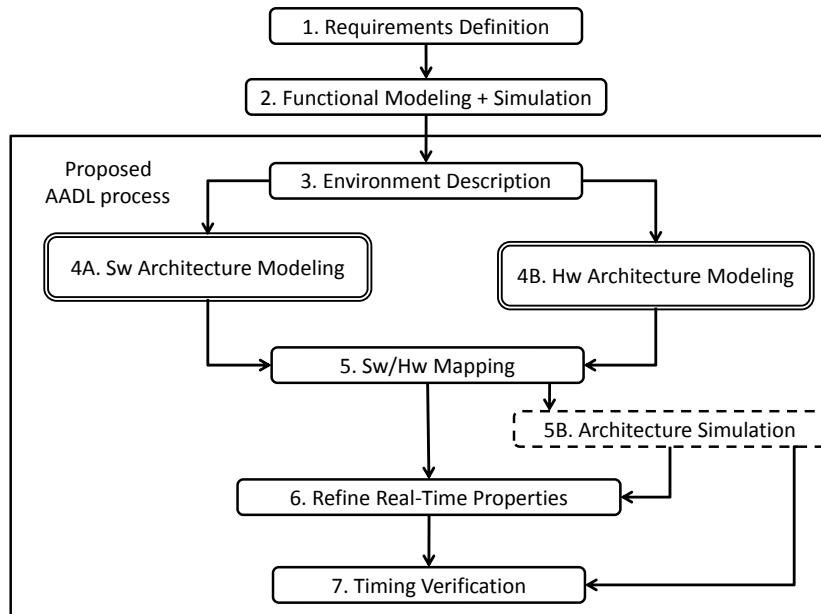 1. Requirements Definition
2. Functional Modeling + Simulation
Proposed
AADL process
3. Environment Description
4A. Sw Architecture Modeling
4B. Hw Architecture Modeling
5. Sw/Hw Mapping
5B. Architecture Simulation
6. Refine Real-Time Properties
7. Timing Verification